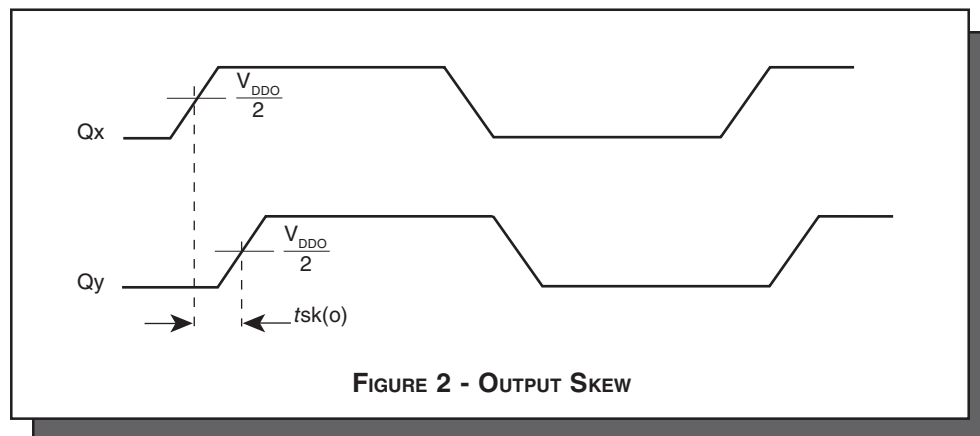 V_DDO
2
Qx
V_DDO
2
Qy
tsk(o)
FIGURE 2 - OUTPUT SKEW